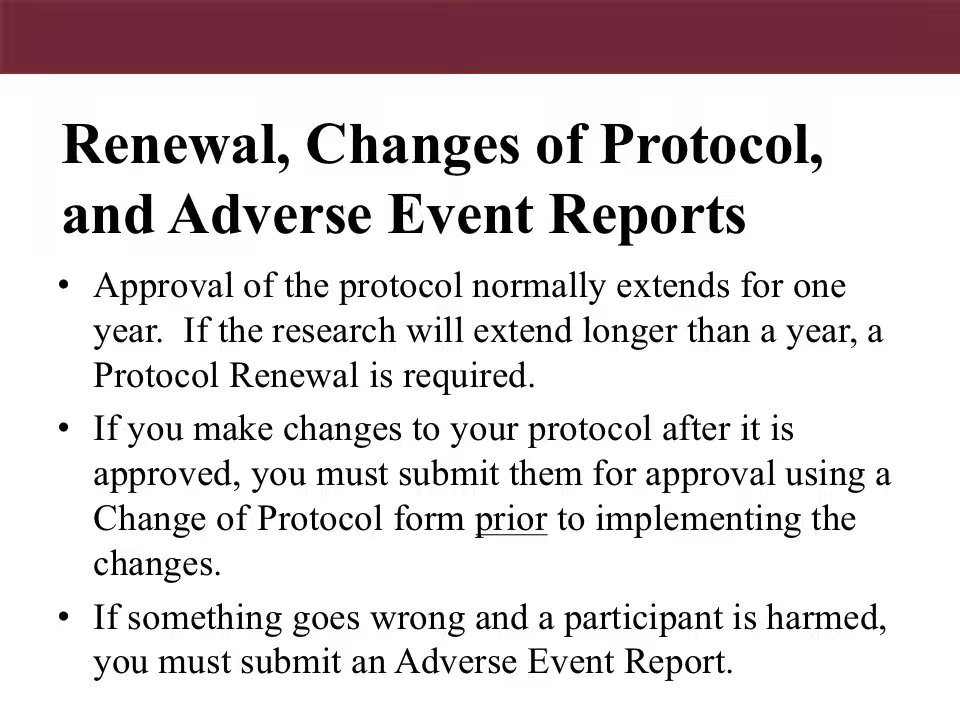 Renewal, Changes of Protocol,
and Adverse Event Reports
• Approval of the protocol normally extends for one
year.  If the research will extend longer than a year, a
Protocol Renewal is required.
• If you make changes to your protocol after it is
approved, you must submit them for approval using a
Change of Protocol form prior to implementing the
changes.
• If something goes wrong and a participant is harmed,
you must submit an Adverse Event Report.